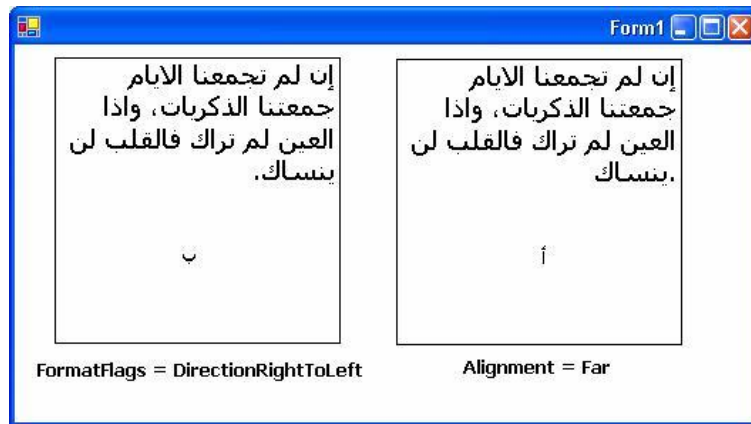 Form1
إن لم تجمعنا الايام
جمعتنا الذكريات، واذا
العين لم تراك فالقلب لن
ينساك.
أ
Alignment = Far
إن لم تجمعنا الايام
جمعتنا الذكريات، واذا
العين لم تراك فالقلب لن
ينساك.
ب
FormatFlags = DirectionRightToLeft